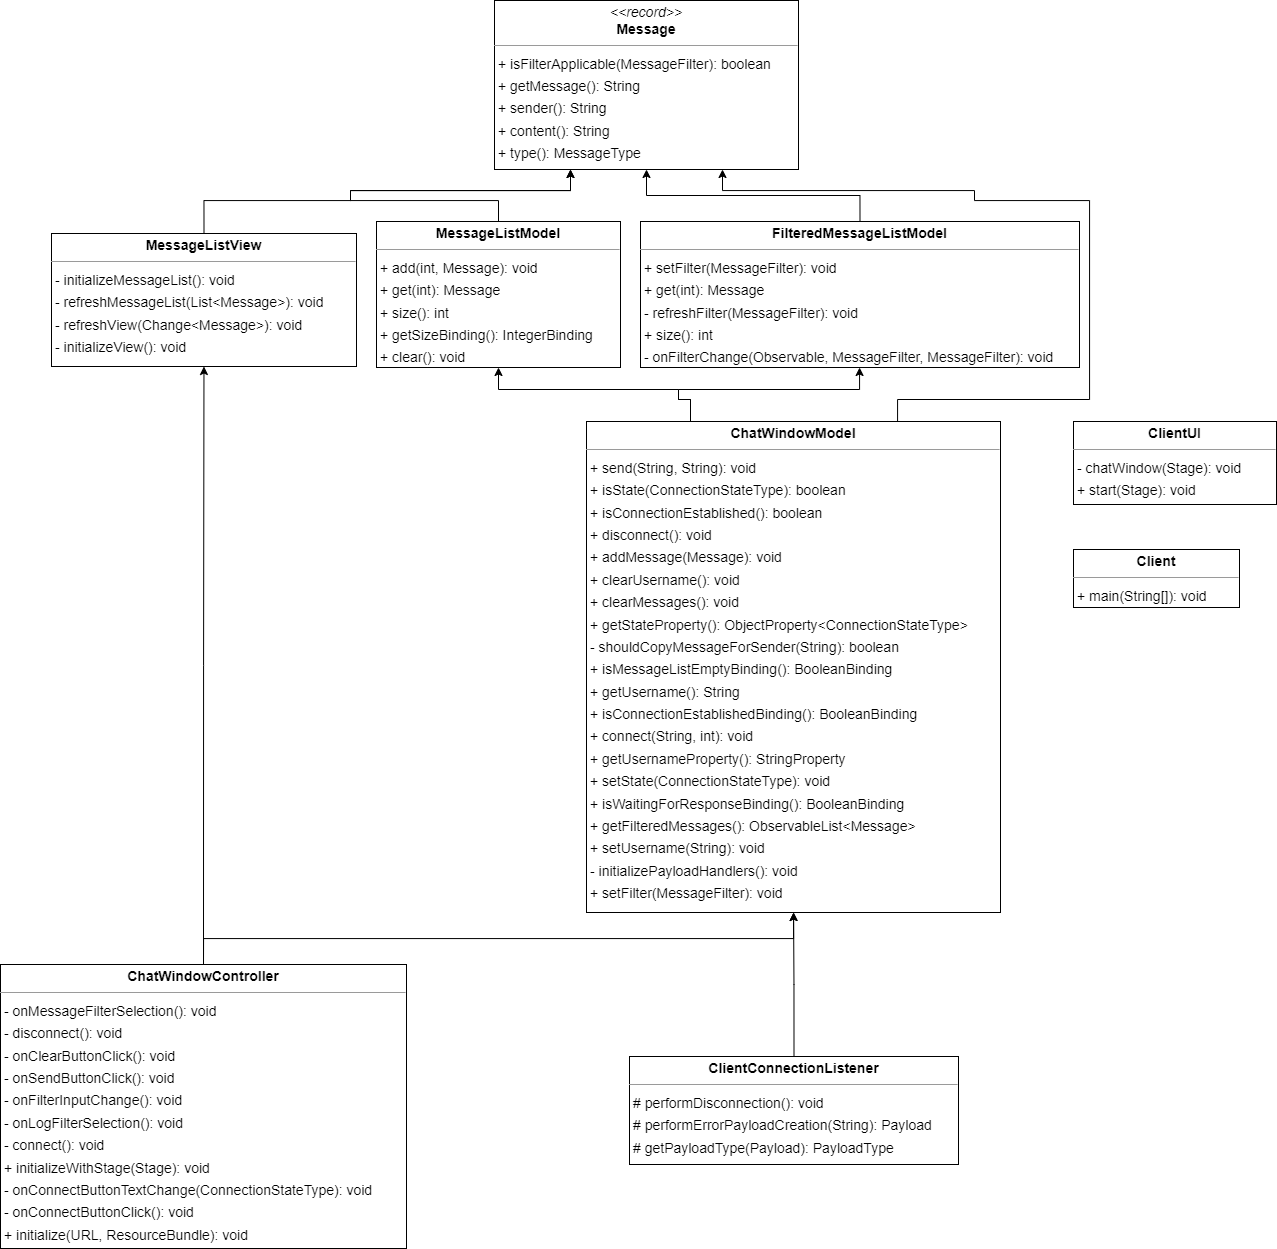 <<record>>
Message
+ isFilterApplicable(MessageFilter): boolean
+ getMessage(): String
+ sender(): String
+ content(): String
+ type(): MessageType
MessageListView
- initializeMessageList(): void
- refreshMessageList(List<Message>): void
- refreshView(Change<Message>): void
- initializeView(): void
MessageListModel
+ add(int, Message): void
+ get(int): Message
+ size(): int
+ getSizeBinding(): IntegerBinding
+ clear(): void
FilteredMessageListModel
+ setFilter(MessageFilter): void
+ get(int): Message
- refreshFilter(MessageFilter): void
+ size(): int
- onFilterChange(Observable, MessageFilter, MessageFilter): void
ChatWindowModel
+ send(String, String): void
+ isState(ConnectionStateType): boolean
+ isConnectionEstablished(): boolean
+ disconnect(): void
+ addMessage(Message): void
+ clearUsername(): void
+ clearMessages(): void
+ getStateProperty(): ObjectProperty<ConnectionStateType>
- shouldCopyMessageForSender(String): boolean
+ isMessageListEmptyBinding(): BooleanBinding
+ getUsername(): String
+ isConnectionEstablishedBinding(): BooleanBinding
+ connect(String, int): void
+ getUsernameProperty(): StringProperty
+ setState(ConnectionStateType): void
+ isWaitingForResponseBinding(): BooleanBinding
+ getFilteredMessages(): ObservableList<Message>
+ setUsername(String): void
- initializePayloadHandlers(): void
+ setFilter(MessageFilter): void
ClientUI
- chatWindow(Stage): void
+ start(Stage): void
Client
+ main(String[]): void
ChatWindowController
- onMessageFilterSelection(): void
- disconnect(): void
- onClearButtonClick(): void
- onSendButtonClick(): void
- onFilterInputChange(): void
- onLogFilterSelection(): void
- connect(): void
+ initializeWithStage(Stage): void
- onConnectButtonTextChange(ConnectionStateType): void
- onConnectButtonClick(): void
+ initialize(URL, ResourceBundle): void
ClientConnectionListener
# performDisconnection(): void
# performErrorPayloadCreation(String): Payload
# getPayloadType(Payload): PayloadType